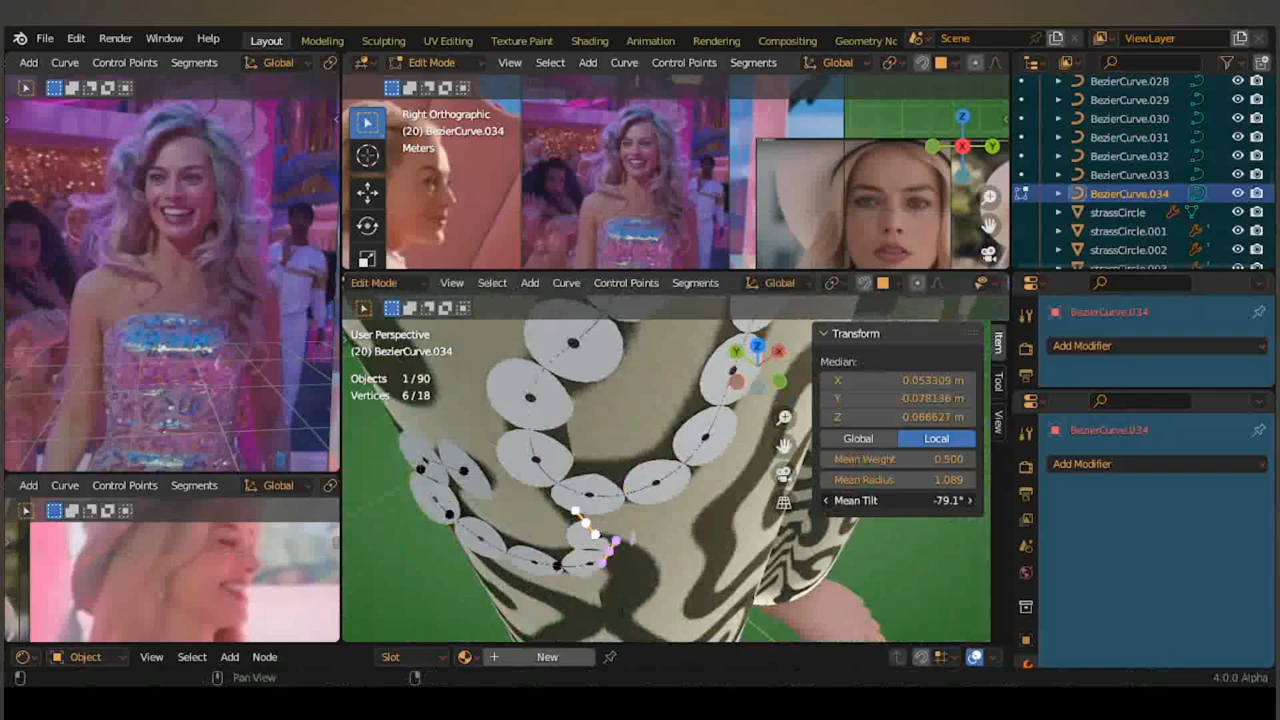 File Edit Render Window Help Layout Modeling Sculpting UV Editing Texture Paint Shading Animation Rendering Compositing Geometry Nc Scene ViewLayer
Add Curve Control Points Segments Global
Edit Mode View Select Add Curve Control Points Segments Global
Right Orthographic
(20) BezierCurve.034
Meters
Z
X
Y
BezierCurve.028
BezierCurve.029
BezierCurve.030
BezierCurve.031
BezierCurve.032
BezierCurve.033
BezierCurve.034
strassCircle
strassCircle.001
strassCircle.002
Edit Mode View Select Add Curve Control Points Segments Global
User Perspective
(20) BezierCurve.034
Objects 1/90
Vertices 6/18
Z
Y
X
Transform
Median:
X 0.053309 m
Y -0.078136 m
Z -0.066627 m
Global Local
Mean Weight 0.500
Mean Radius 1.089
Mean Tilt -79.1°
Item
Tool
View
BezierCurve.034
Add Modifier
BezierCurve.034
Add Modifier
Add Curve Control Points Segments Global
Object View Select Add Node Slot New
Pan View
4.0.0 Alpha